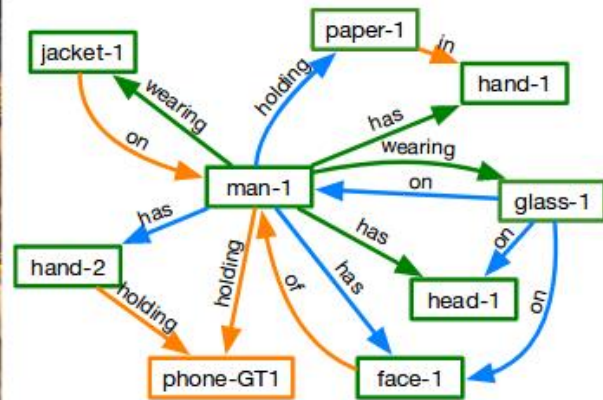 paper-1
in
jacket-1
hand-1
wearing
holding
has
on
wearing
man-1
on
glass-1
has
has
on
hand-2
holding
holding
has
of
head-1
on
phone-GT1
face-1